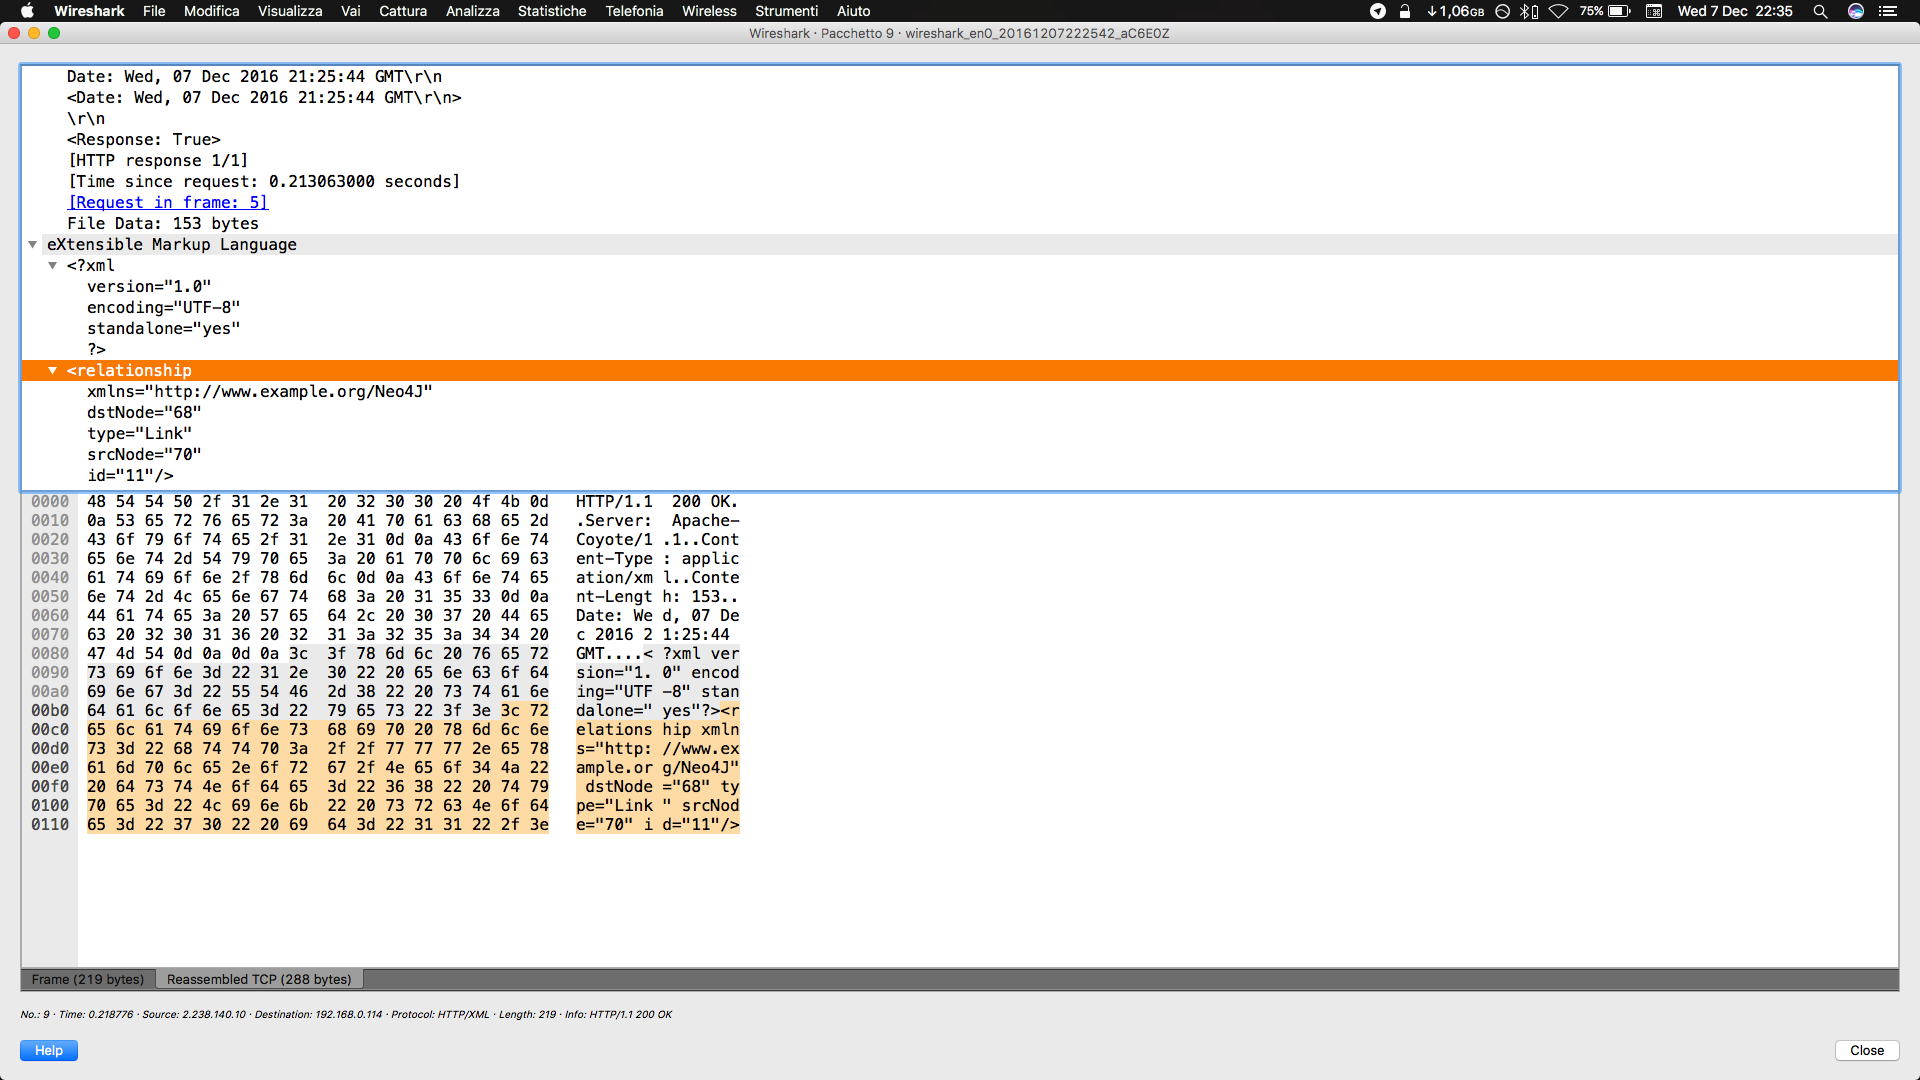 Wireshark File Modifica Visualizza Vai Cattura Analizza Statistiche Telefonia Wireless Strumenti Aiuto ↓1,06GB 75% Wed 7 Dec 22:35
Wireshark · Pacchetto 9 · wireshark_en0_20161207222542_aC6E0Z
Date: Wed, 07 Dec 2016 21:25:44 GMT\r\n
<Date: Wed, 07 Dec 2016 21:25:44 GMT\r\n>
\r\n
<Response: True>
[HTTP response 1/1]
[Time since request: 0.213063000 seconds]
[Request in frame: 5]
File Data: 153 bytes
eXtensible Markup Language
<?xml
version="1.0"
encoding="UTF-8"
standalone="yes"
?>
<relationship
xmlns="http://www.example.org/Neo4J"
dstNode="68"
type="Link"
srcNode="70"
id="11"/>
0000 48 54 54 50 2f 31 2e 31 20 32 30 30 20 4f 4b 0d HTTP/1.1 200 OK.
0010 0a 53 65 72 76 65 72 3a 20 41 70 61 63 68 65 2d .Server: Apache-
0020 43 6f 79 6f 74 65 2f 31 2e 31 0d 0a 43 6f 6e 74 Coyote/1 .1..Cont
0030 65 6e 74 2d 54 79 70 65 3a 20 61 70 70 6c 69 63 ent-Type : applic
0040 61 74 69 6f 6e 2f 78 6d 6c 0d 0a 43 6f 6e 74 65 ation/xm l..Conte
0050 6e 74 2d 4c 65 6e 67 74 68 3a 20 31 35 33 0d 0a nt-Lengt h: 153..
0060 44 61 74 65 3a 20 57 65 64 2c 20 30 37 20 44 65 Date: We d, 07 De
0070 63 20 32 30 31 36 20 32 31 3a 32 35 3a 34 34 20 c 2016 2 1:25:44
0080 47 4d 54 0d 0a 0d 0a 3c 3f 78 6d 6c 20 76 65 72 GMT....< ?xml ver
0090 73 69 6f 6e 3d 22 31 2e 30 22 20 65 6e 63 6f 64 sion="1. 0" encod
00a0 69 6e 67 3d 22 55 54 46 2d 38 22 20 73 74 61 6e ing="UTF -8" stan
00b0 64 61 6c 6f 6e 65 3d 22 79 65 73 22 3f 3e 3c 72 dalone=" yes"?><r
00c0 65 6c 61 74 69 6f 6e 73 68 69 70 20 78 6d 6c 6e elations hip xmln
00d0 73 3d 22 68 74 74 70 3a 2f 2f 77 77 77 2e 65 78 s="http: //www.ex
00e0 61 6d 70 6c 65 2e 6f 72 67 2f 4e 65 6f 34 4a 22 ample.or g/Neo4J"
00f0 20 64 73 74 4e 6f 64 65 3d 22 36 38 22 20 74 79 dstNode ="68" ty
0100 70 65 3d 22 4c 69 6e 6b 22 20 73 72 63 4e 6f 64 pe="Link " srcNod
0110 65 3d 22 37 30 22 20 69 64 3d 22 31 31 22 2f 3e e="70" i d="11"/>
Frame (219 bytes) Reassembled TCP (288 bytes)
No.: 9 · Time: 0.218776 · Source: 2.238.140.10 · Destination: 192.168.0.114 · Protocol: HTTP/XML · Length: 219 · Info: HTTP/1.1 200 OK
Help Close